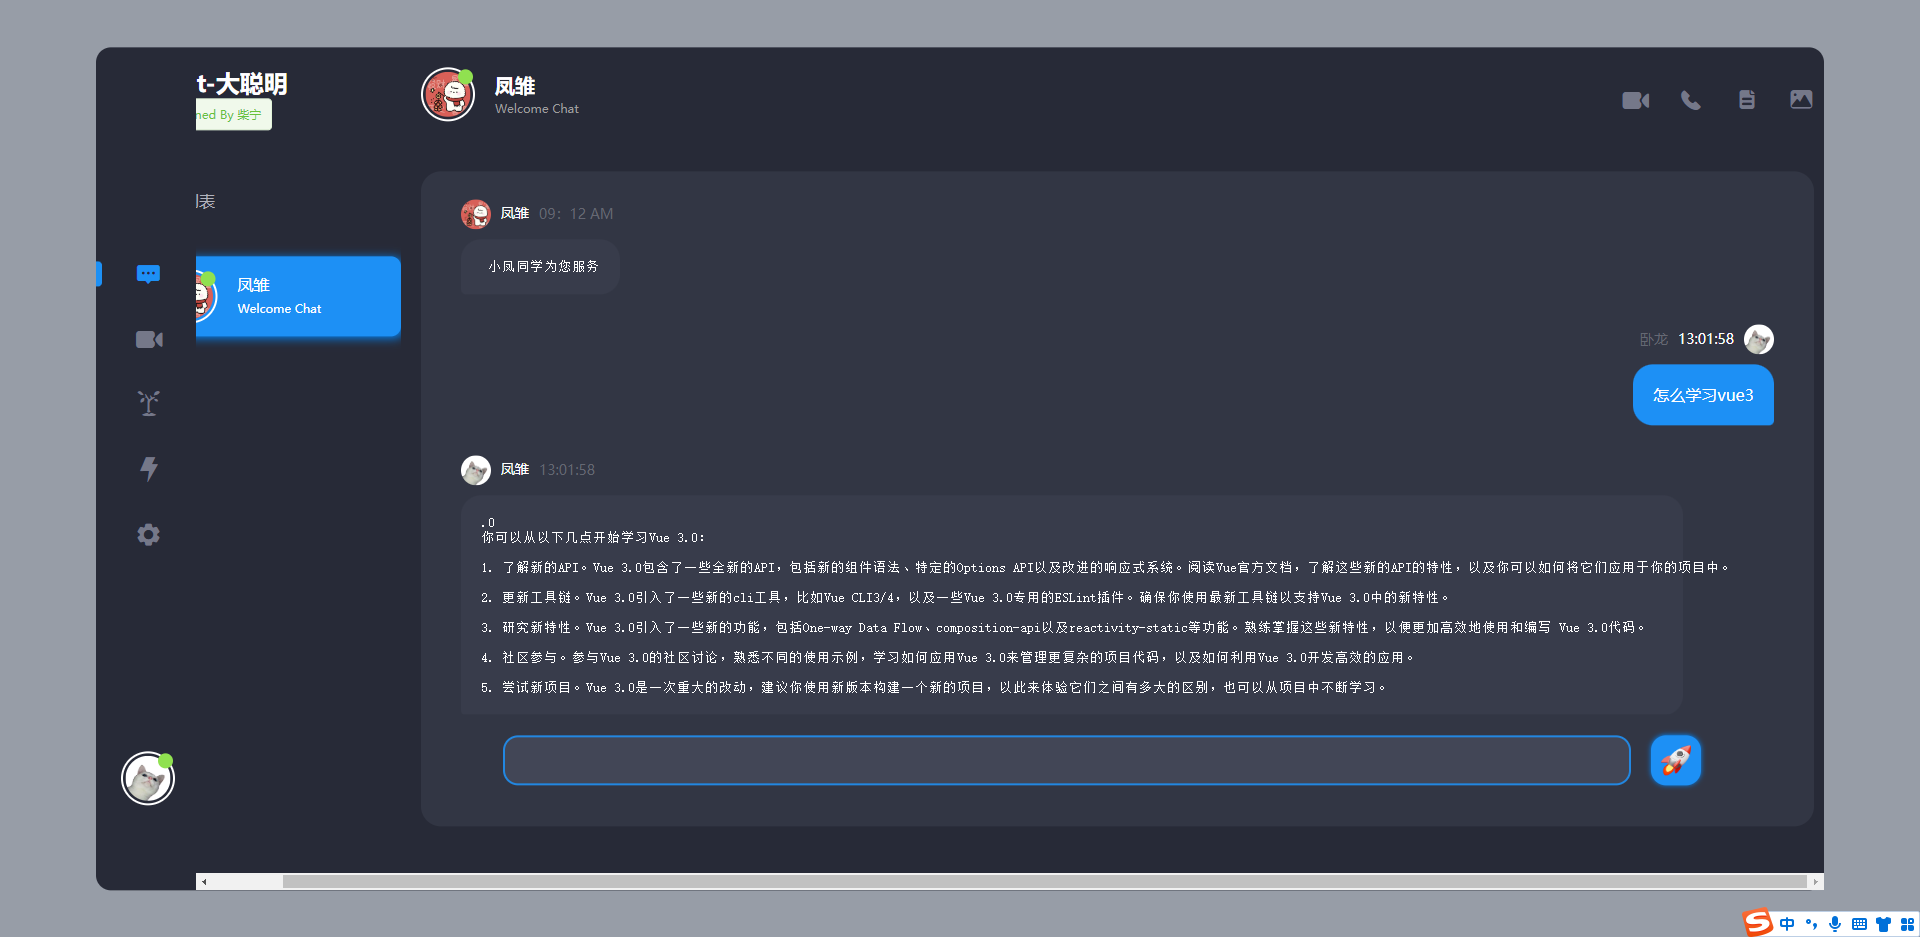 t-大聪明
ned By 柴宁
表
凤雏
Welcome Chat
凤雏
Welcome Chat
凤雏 09：12 AM
小凤同学为您服务
卧龙 13:01:58
怎么学习vue3
凤雏 13:01:58
.0
你可以从以下几点开始学习Vue 3.0：
1. 了解新的API。Vue 3.0包含了一些全新的API，包括新的组件语法、特定的Options API以及改进的响应式系统。阅读Vue官方文档，了解这些新的API的特性，以及你可以如何将它们应用于你的项目中。
2. 更新工具链。Vue 3.0引入了一些新的cli工具，比如Vue CLI3/4，以及一些Vue 3.0专用的ESLint插件。确保你使用最新工具链以支持Vue 3.0中的新特性。
3. 研究新特性。Vue 3.0引入了一些新的功能，包括One-way Data Flow、composition-api以及reactivity-static等功能。熟练掌握这些新特性，以便更加高效地使用和编写 Vue 3.0代码。
4. 社区参与。参与Vue 3.0的社区讨论，熟悉不同的使用示例，学习如何应用Vue 3.0来管理更复杂的项目代码，以及如何利用Vue 3.0开发高效的应用。
5. 尝试新项目。Vue 3.0是一次重大的改动，建议你使用新版本构建一个新的项目，以此来体验它们之间有多大的区别，也可以从项目中不断学习。
S 中